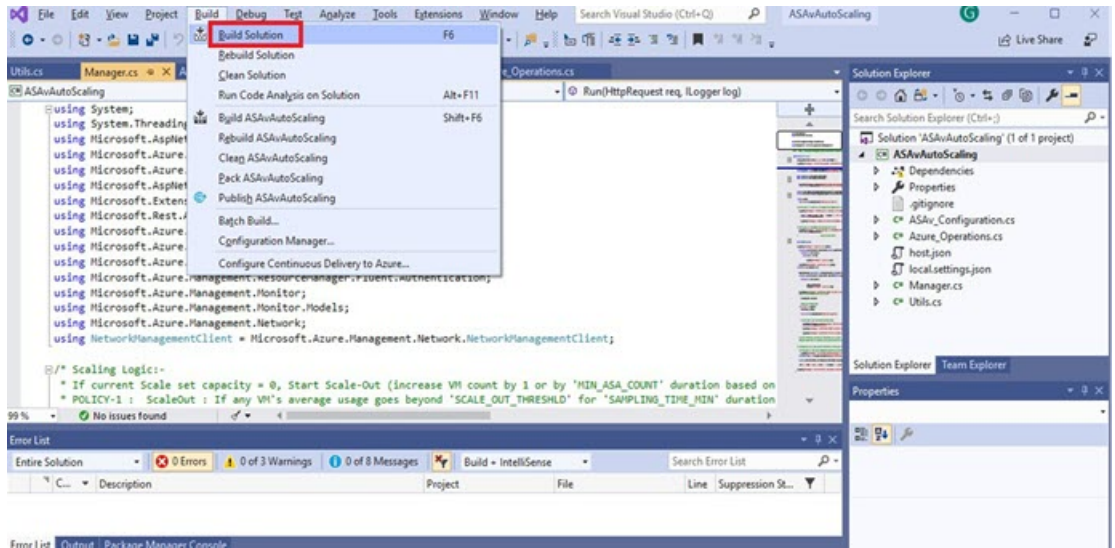 File Edit View Project Build Debug Test Analyze Tools Extensions Window Help Search Visual Studio (Ctrl+Q) ASAvAutoScaling G
Live Share
Build Solution F6
Rebuild Solution
Clean Solution
Run Code Analysis on Solution Alt+F11
Build ASAvAutoScaling Shift+F6
Rebuild ASAvAutoScaling
Clean ASAvAutoScaling
Pack ASAvAutoScaling
Publish ASAvAutoScaling
Batch Build...
Configuration Manager...
Configure Continuous Delivery to Azure...
Utils.cs Manager.cs A e_Operations.cs
ASAvAutoScaling Run(HttpRequest req, ILogger log)
using System;
using System.Threading
using Microsoft.AspNet
using Microsoft.Azure.
using Microsoft.Azure.
using Microsoft.AspNet
using Microsoft.Extens
using Microsoft.Rest.A
using Microsoft.Azure.
using Microsoft.Azure.
using Microsoft.Azure.
using Microsoft.Azure.Management.ResourceManager.Fluent.Authentication;
using Microsoft.Azure.Management.Monitor;
using Microsoft.Azure.Management.Monitor.Models;
using Microsoft.Azure.Management.Network;
using NetworkManagementClient = Microsoft.Azure.Management.Network.NetworkManagementClient;
/* Scaling Logic:-
* If current Scale set capacity = 0, Start Scale-Out (increase VM count by 1 or by 'MIN_ASA_COUNT' duration based on
* POLICY-1 : ScaleOut : If any VM's average usage goes beyond 'SCALE_OUT_THRESHLD' for 'SAMPLING_TIME_MIN' duration
99 % No issues found
Solution Explorer
Search Solution Explorer (Ctrl+;)
Solution 'ASAvAutoScaling' (1 of 1 project)
C# ASAvAutoScaling
Dependencies
Properties
.gitignore
C# ASAv_Configuration.cs
C# Azure_Operations.cs
host.json
local.settings.json
C# Manager.cs
C# Utils.cs
Solution Explorer Team Explorer
Properties
Error List
Entire Solution 0 Errors 0 of 3 Warnings 0 of 8 Messages Build + IntelliSense Search Error List
C... Description Project File Line Suppression St...
Error List Output Package Manager Console